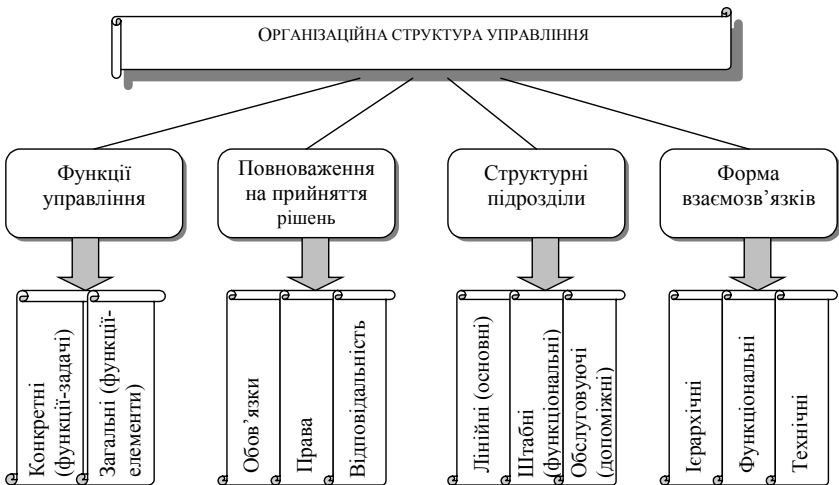 ОРГАНІЗАЦІЙНА СТРУКТУРА УПРАВЛІННЯ
Функції
управління
Повноваження
на прийняття
рішень
Структурні
підрозділи
Форма
взаємозв’язків
Конкретні
(функції-задачі)
Загальні (функції-
елементи)
Обов’язки
Права
Відповідальність
Лінійні (основні)
Штабні
(функціональні)
Обслуговуючі
(допоміжні)
Ієрархічні
Функціональні
Технічні